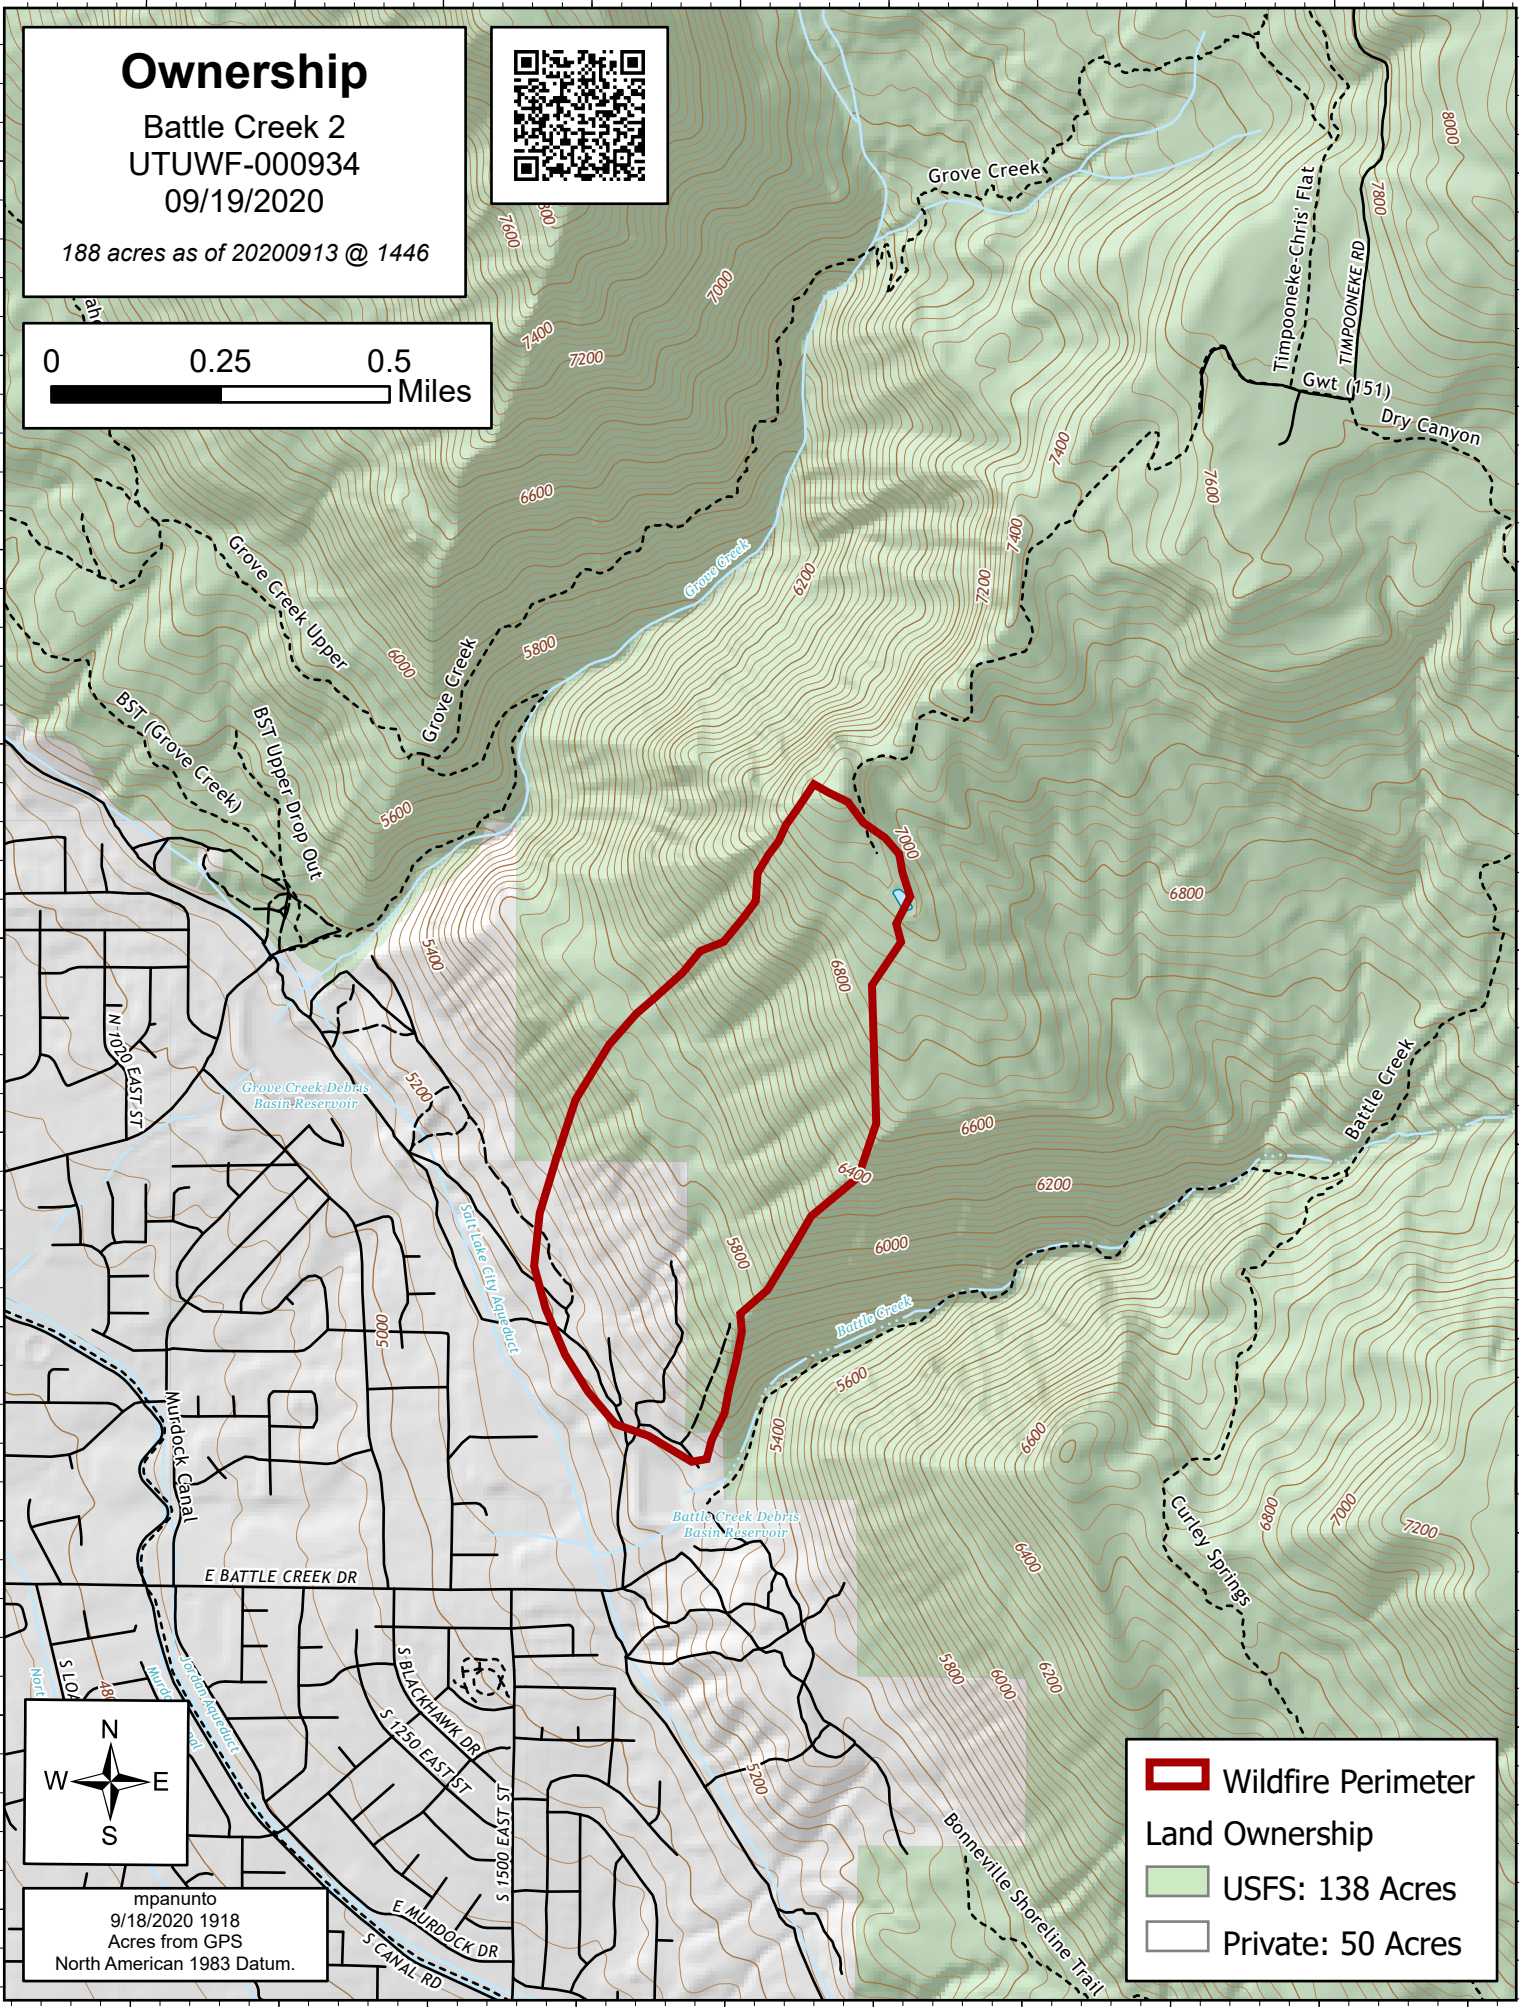 Ownership
Battle Creek 2
UTUWF-000934
09/19/2020
188 acres as of 20200913 @ 1446
0 0.25 0.5
Miles
Grove Creek
8000
7800
Timpooneke-Chris' Flat
TIMPOONEKE RD
Gwt (151)
Dry Canyon
7600
7000
7400
7200
7400
7600
6600
7400
Grove Creek
6200
7200
Grove Creek Upper
6000
Grove Creek
5800
BST (Grove Creek)
BST Upper Drop Out
5600
7000
6800
5400
6800
N 1020 EAST ST
Grove Creek Debris
Basin Reservoir
5200
Battle Creek
6600
6400
6200
Salt Lake City Aqueduct
5800
6000
5000
Battle Creek
5600
Murdock Canal
5400
6600
Battle Creek Debris
Basin Reservoir
Curley Springs
6800
7000
7200
6400
E BATTLE CREEK DR
S BLACKHAWK DR
5800
6000
6200
Jordan Aqueduct
S 1250 EAST ST
5200
S 1500 EAST ST
Bonneville Shoreline Trail
E MURDOCK DR
S CANAL RD
N
W E
S
mpanunto
9/18/2020 1918
Acres from GPS
North American 1983 Datum.
Wildfire Perimeter
Land Ownership
USFS: 138 Acres
Private: 50 Acres